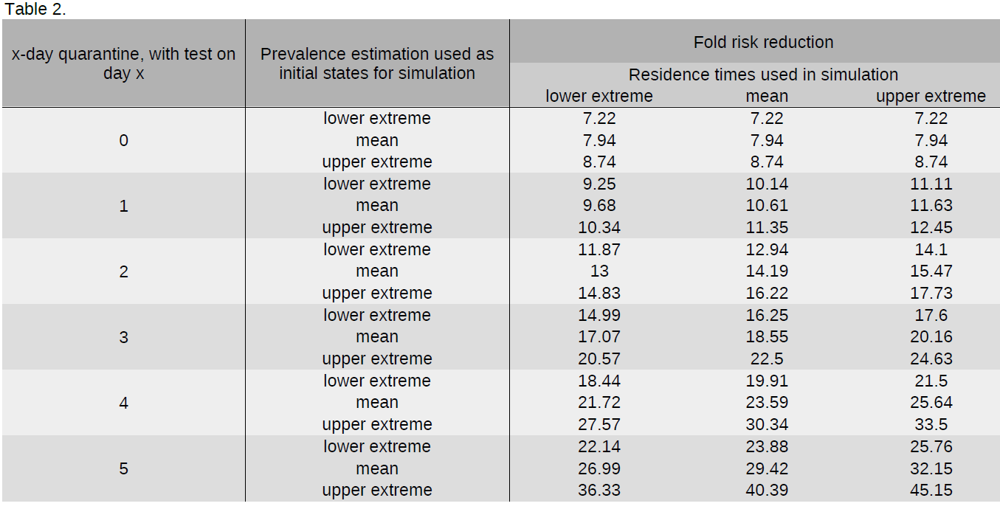 Table 2.
x-day quarantine, with test on
day x
Prevalence estimation used as
initial states for simulation
Fold risk reduction
Residence times used in simulation
lower extreme mean upper extreme
0
lower extreme 7.22 7.22 7.22
mean 7.94 7.94 7.94
upper extreme 8.74 8.74 8.74
1
lower extreme 9.25 10.14 11.11
mean 9.68 10.61 11.63
upper extreme 10.34 11.35 12.45
2
lower extreme 11.87 12.94 14.1
mean 13 14.19 15.47
upper extreme 14.83 16.22 17.73
3
lower extreme 14.99 16.25 17.6
mean 17.07 18.55 20.16
upper extreme 20.57 22.5 24.63
4
lower extreme 18.44 19.91 21.5
mean 21.72 23.59 25.64
upper extreme 27.57 30.34 33.5
5
lower extreme 22.14 23.88 25.76
mean 26.99 29.42 32.15
upper extreme 36.33 40.39 45.15